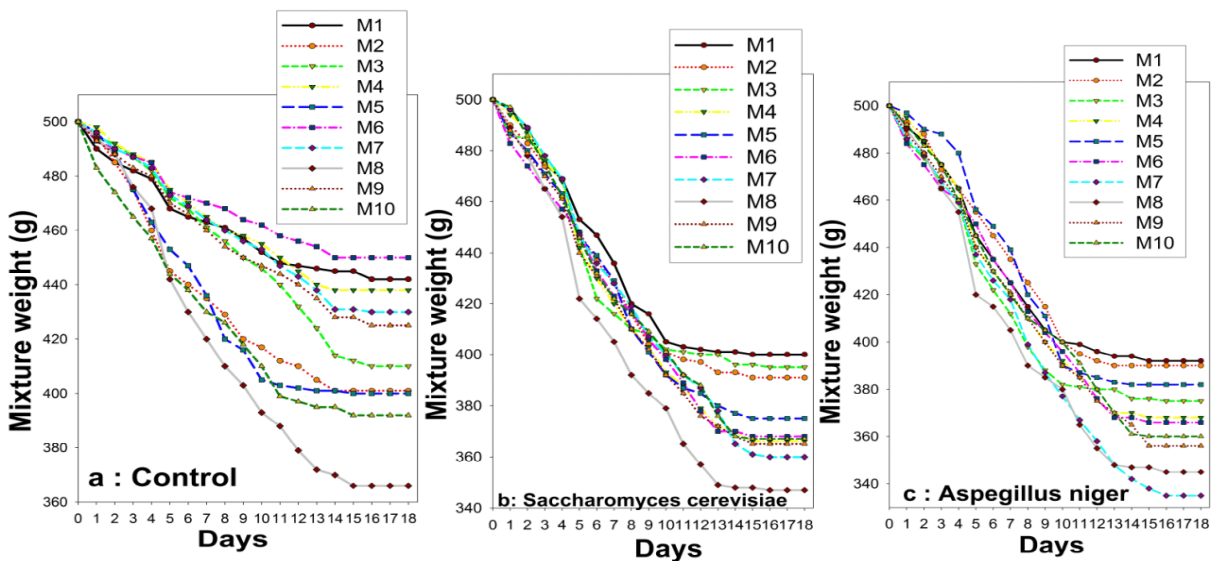 M1
M2
M3
M4
M5
M6
M7
M8
M9
M10
Mixture weight (g)
500
480
460
440
420
400
380
360
a : Control
0 1 2 3 4 5 6 7 8 9 10 11 12 13 14 15 16 17 18
Days
M1
M2
M3
M4
M5
M6
M7
M8
M9
M10
Mixture weight (g)
500
480
460
440
420
400
380
360
340
b: Saccharomyces cerevisiae
0 1 2 3 4 5 6 7 8 9 10 11 12 13 14 15 16 17 18
Days
M1
M2
M3
M4
M5
M6
M7
M8
M9
M10
Mixture weight (g)
500
480
460
440
420
400
380
360
340
c : Aspegillus niger
0 1 2 3 4 5 6 7 8 9 10 11 12 13 14 15 16 17 18
Days